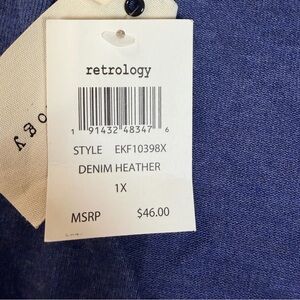 retrology
1 91432 48347 6
STYLE EKF10398X
DENIM HEATHER
1X
MSRP $46.00